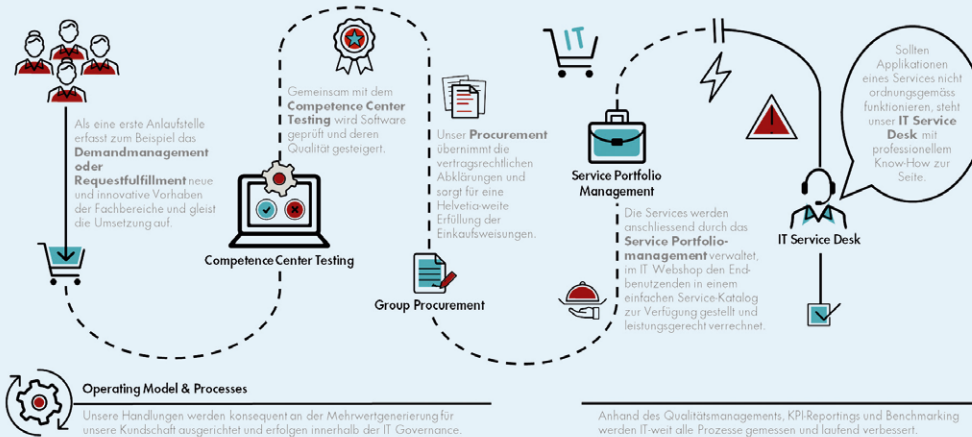 Als eine erste Anlaufstelle
erfasst zum Beispiel das
Demandmanagement
oder
Requestfulfillment neue
und innovative Vorhaben
der Fachbereiche und gleist
die Umsetzung auf.
Gemeinsam mit dem
Competence Center
Testing wird Software
geprüft und deren
Qualität gesteigert.
Competence Center Testing
Unser Procurement
übernimmt die
vertragsrechtlichen
Abklärungen und
sorgt für eine
Helvetia-weite
Erfüllung der
Einkaufsweisungen.
Group Procurement
IT
Service Portfolio
Management
Die Services werden
anschliessend durch das
Service Portfolio-
management verwaltet,
im IT Webshop den End-
benutzenden in einem
einfachen Service-Katalog
zur Verfügung gestellt und
leistungsgerecht verrechnet.
Sollten
Applikationen
eines Services nicht
ordnungsgemäss
funktionieren, steht
unser IT Service
Desk mit
professionellem
Know-How zur
Seite.
IT Service Desk
Operating Model & Processes
Unsere Handlungen werden konsequent an der Mehrwertgenerierung für
unsere Kundschaft ausgerichtet und erfolgen innerhalb der IT Governance.
Anhand des Qualitätsmanagements, KPI-Reportings und Benchmarking
werden IT-weit alle Prozesse gemessen und laufend verbessert.